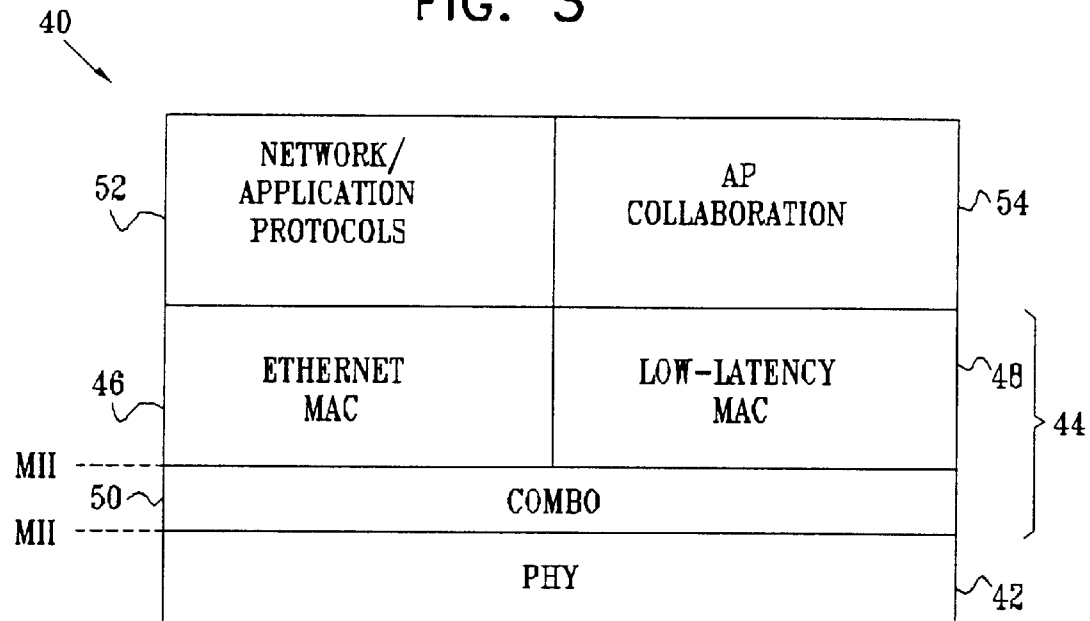 FIG. 3
40
NETWORK/
APPLICATION
PROTOCOLS
AP
COLLABORATION
52
54
ETHERNET
MAC
LOW-LATENCY
MAC
46
48
44
MII
50
COMBO
MII
PHY
42